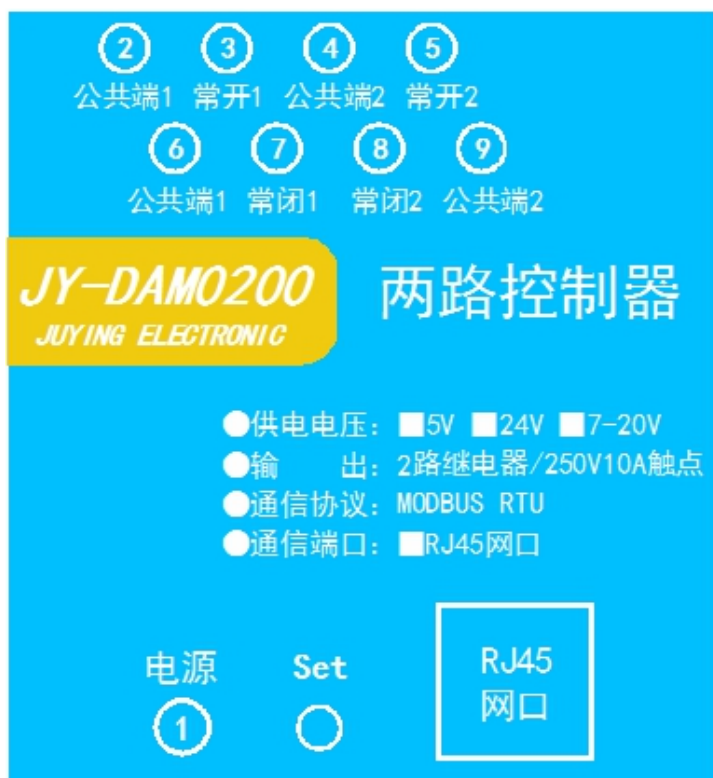 2 3 4 5
公共端1 常开1 公共端2 常开2
6 7 8 9
公共端1 常闭1 常闭2 公共端2
JY-DAM0200
JUYING ELECTRONIC
两路控制器
●供电电压：■5V ■24V ■7-20V
●输 出：2路继电器/250V10A触点
●通信协议：MODBUS RTU
●通信端口：■RJ45网口
电源 Set
1
RJ45
网口